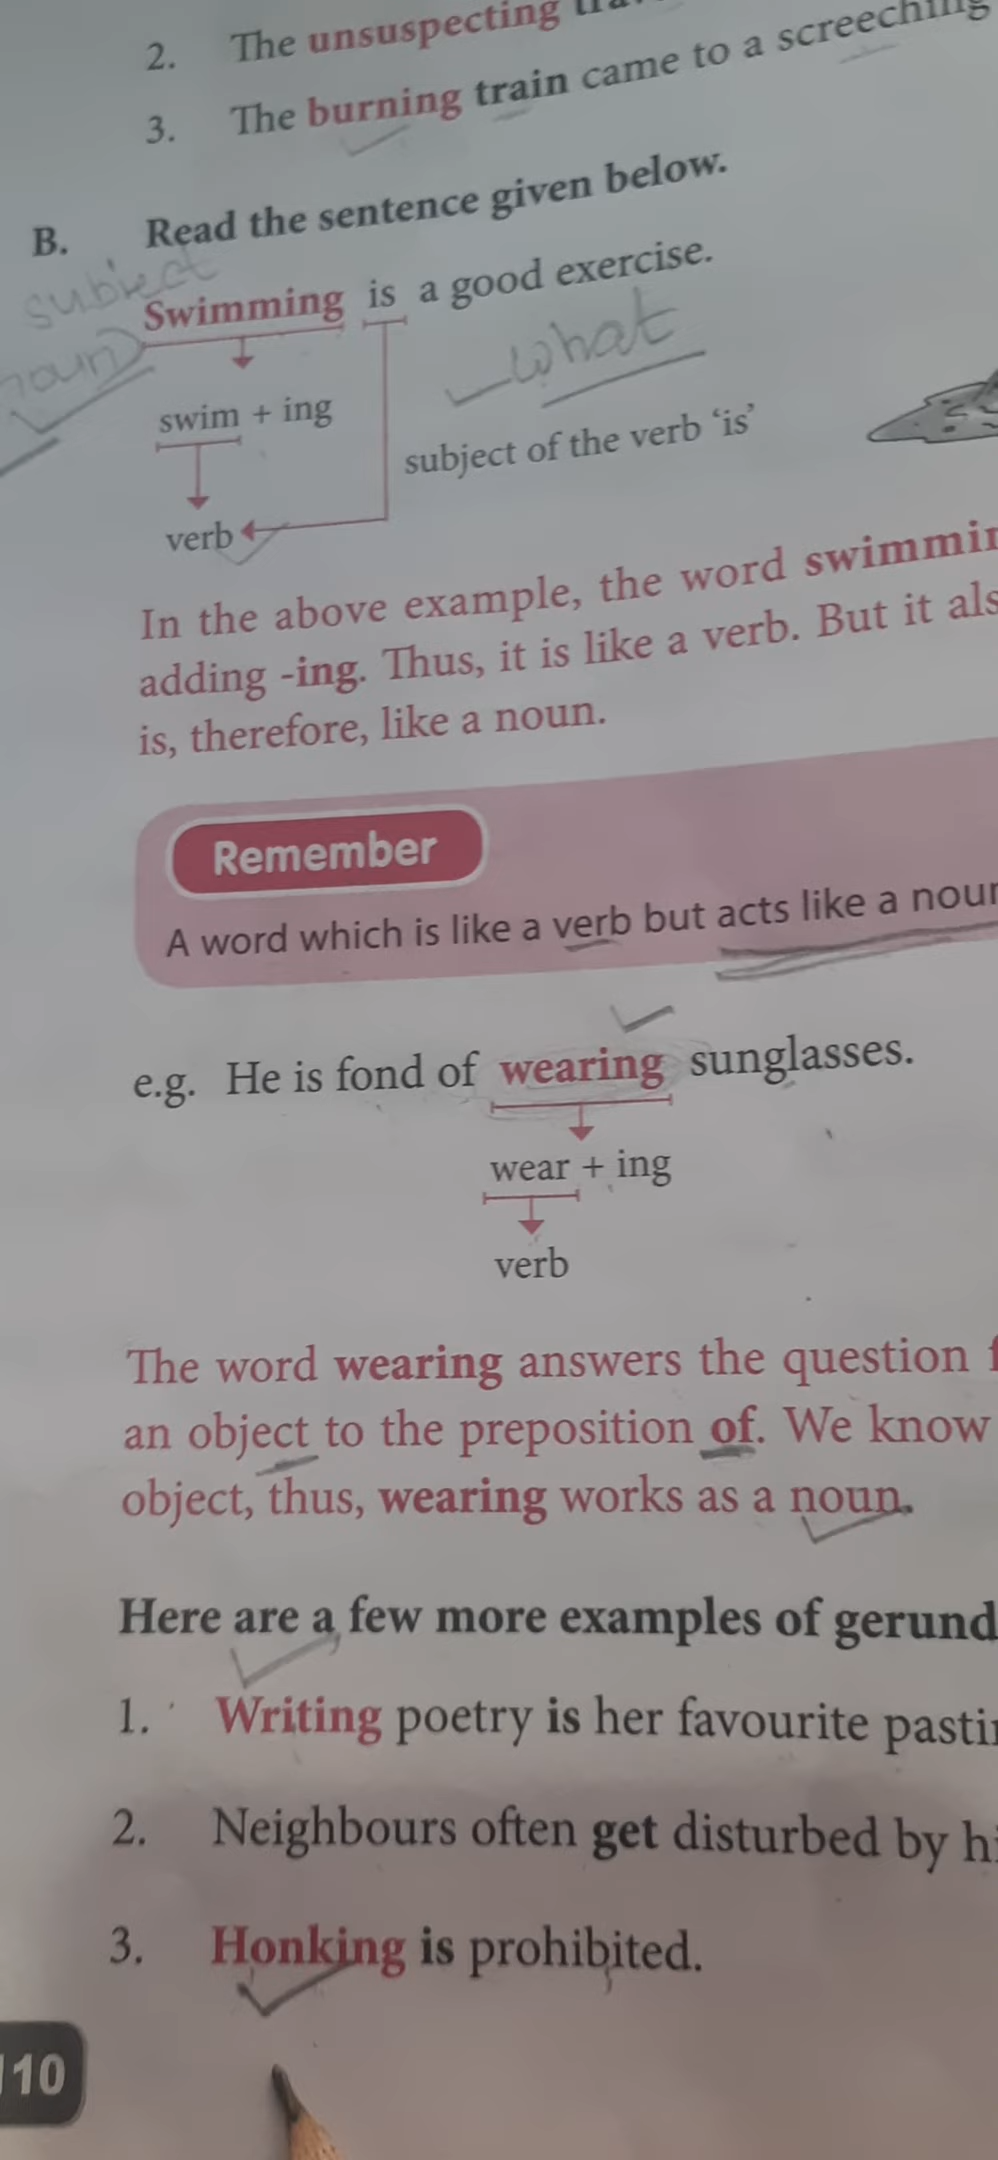 2. The unsuspecting
3. The burning train came to a screeching
B. Read the sentence given below.
subject
Swimming is a good exercise.
noun
what
swim + ing
subject of the verb 'is'
verb
In the above example, the word
adding -ing. Thus, it is like a verb. But it
is, therefore, like a noun.
Remember
A word which is like a verb but acts like a
e.g. He is fond of wearing sunglasses.
wear + ing
verb
The word wearing answers the question
an object to the preposition of. We know
object, thus, wearing works as a noun.
Here are a few more examples of gerund
1. Writing poetry is her favourite
2. Neighbours often get disturbed by
3. Honking is prohibited.
110